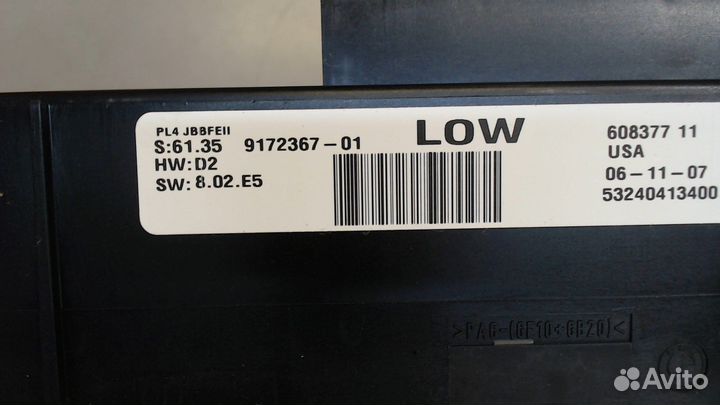 PL4 JBBFEII
S:61.35 9172367-01
HW:D2
SW:8.02.E5
LOW
608377 11
USA
06-11-07
53240413400
>PA6-(GF10+GB20)<
Avito